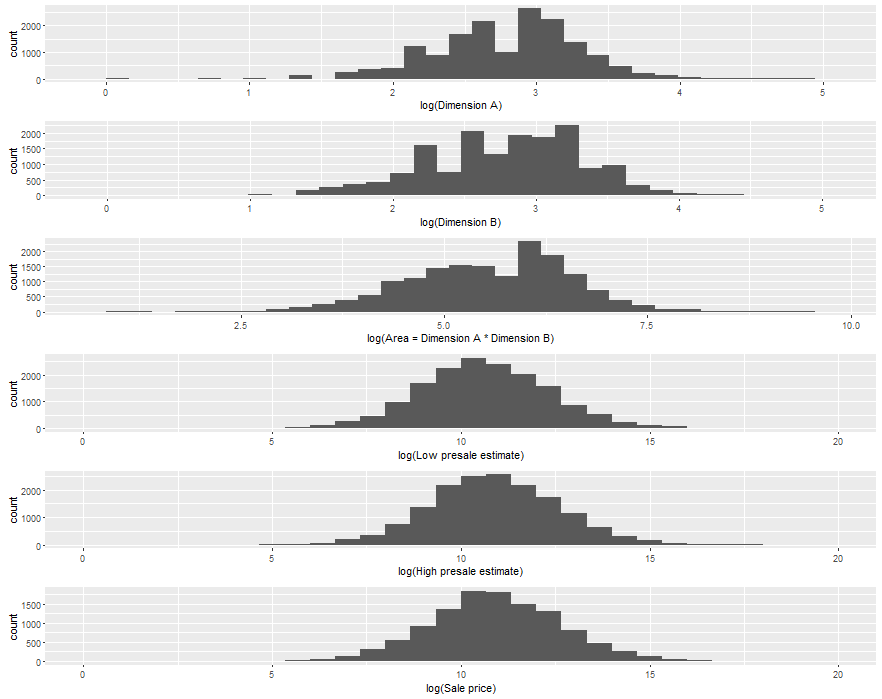 count
2000
1000
0
0 1 2 3 4 5
log(Dimension A)
count
2000
1500
1000
500
0
0 1 2 3 4 5
log(Dimension B)
count
2000
1500
1000
500
0
2.5 5.0 7.5 10.0
log(Area = Dimension A * Dimension B)
count
2000
1000
0
0 5 10 15 20
log(Low presale estimate)
count
2000
1000
0
0 5 10 15 20
log(High presale estimate)
count
1500
1000
500
0
0 5 10 15 20
log(Sale price)